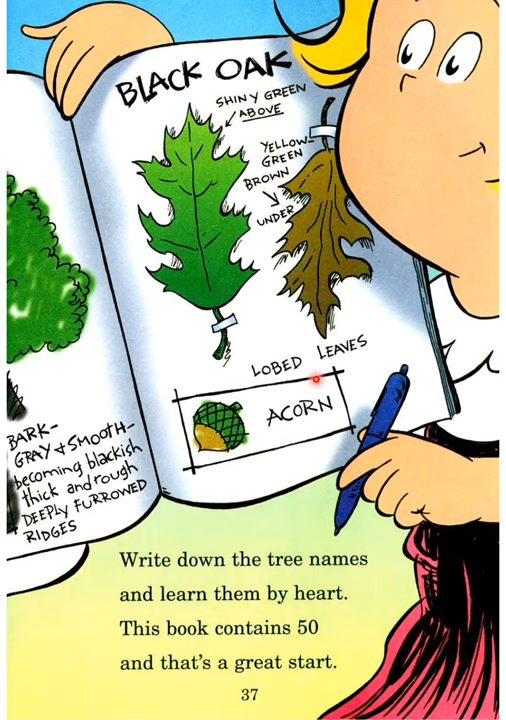 BLACK OAK
SHINY GREEN
ABOVE
YELLOW-
GREEN
BROWN
UNDER
LOBED LEAVES
ACORN
BARK-
GRAY & SMOOTH-
becoming blackish
thick and rough
DEEPLY FURROWED
RIDGES
Write down the tree names
and learn them by heart.
This book contains 50
and that's a great start.
37